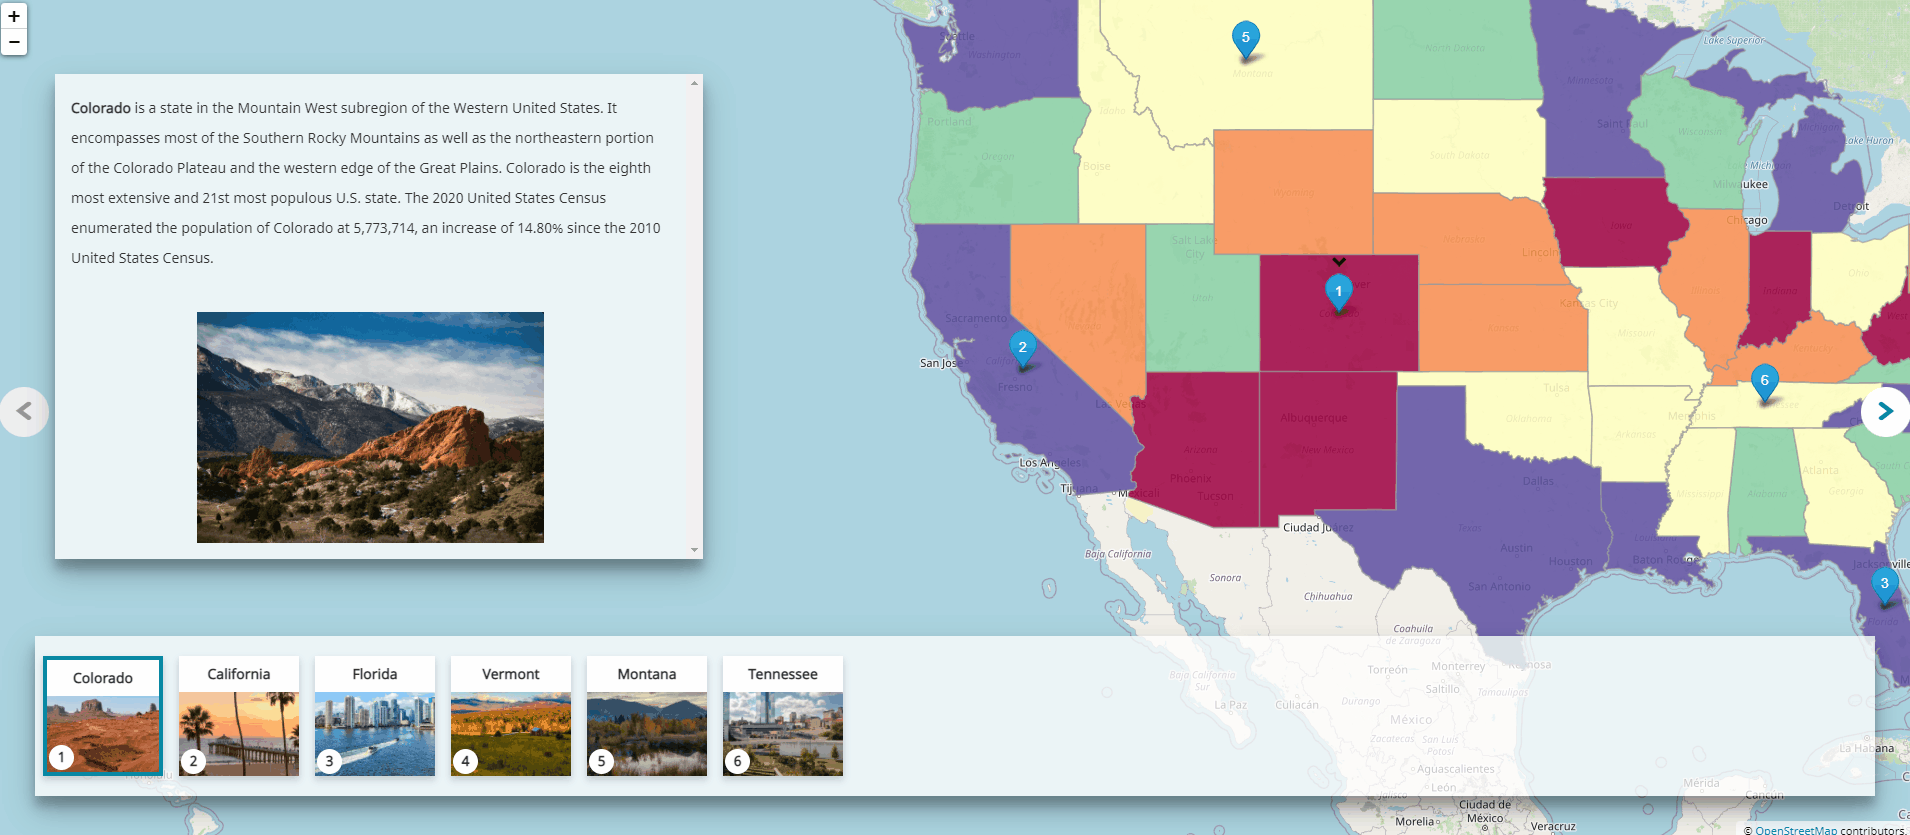 +
−
Colorado is a state in the Mountain West subregion of the Western United States. It
encompasses most of the Southern Rocky Mountains as well as the northeastern portion
of the Colorado Plateau and the western edge of the Great Plains. Colorado is the eighth
most extensive and 21st most populous U.S. state. The 2020 United States Census
enumerated the population of Colorado at 5,773,714, an increase of 14.80% since the 2010
United States Census.
Seattle
Washington
5
Montana
North Dakota
Lake Superior
Minnesota
Portland
Oregon
Idaho
Boise
South Dakota
Saint Paul
Wisconsin
Michigan
Lake Huron
Lake Michigan
Milwaukee
Detroit
Chicago
Wyoming
Nebraska
Lincoln
Iowa
Salt Lake
City
Utah
1
Illinois
Indiana
Ohio
Kansas City
Kansas
Missouri
Sacramento
San Jose
2
Fresno
Las Vegas
Kentucky
6
Tulsa
Oklahoma
Memphis
Arkansas
Albuquerque
New Mexico
Arizona
Phoenix
Tucson
Los Angeles
Tijuana
Mexicali
Dallas
Mississippi
Alabama
Atlanta
Georgia
South C
Ciudad Juárez
Texas
Austin
Houston
San Antonio
Louisiana
Baton Rouge
Jacksonville
3
Florida
Baja California
Sonora
Chihuahua
Coahuila
de Zaragoza
Baja California
Sur
La Paz
Torreón
Monterrey
Reynosa
Saltillo
Tamaulipas
Durango
Culiacán
México
Zacatecas
San Luis
Potosí
Aguascalientes
León
Jalisco
Ciudad de
México
Morelia
Veracruz
Mérida
Cancún
La Habana
Honolulu
Colorado
1
California
2
Florida
3
Vermont
4
Montana
5
Tennessee
6
© OpenStreetMap contributors.